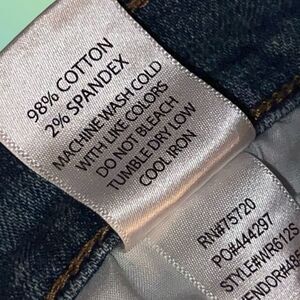 98% COTTON
2% SPANDEX
MACHINE WASH COLD
WITH LIKE COLORS
DO NOT BLEACH
TUMBLE DRY LOW
COOL IRON
RN#75720
PO#444297
STYLE#WR612S